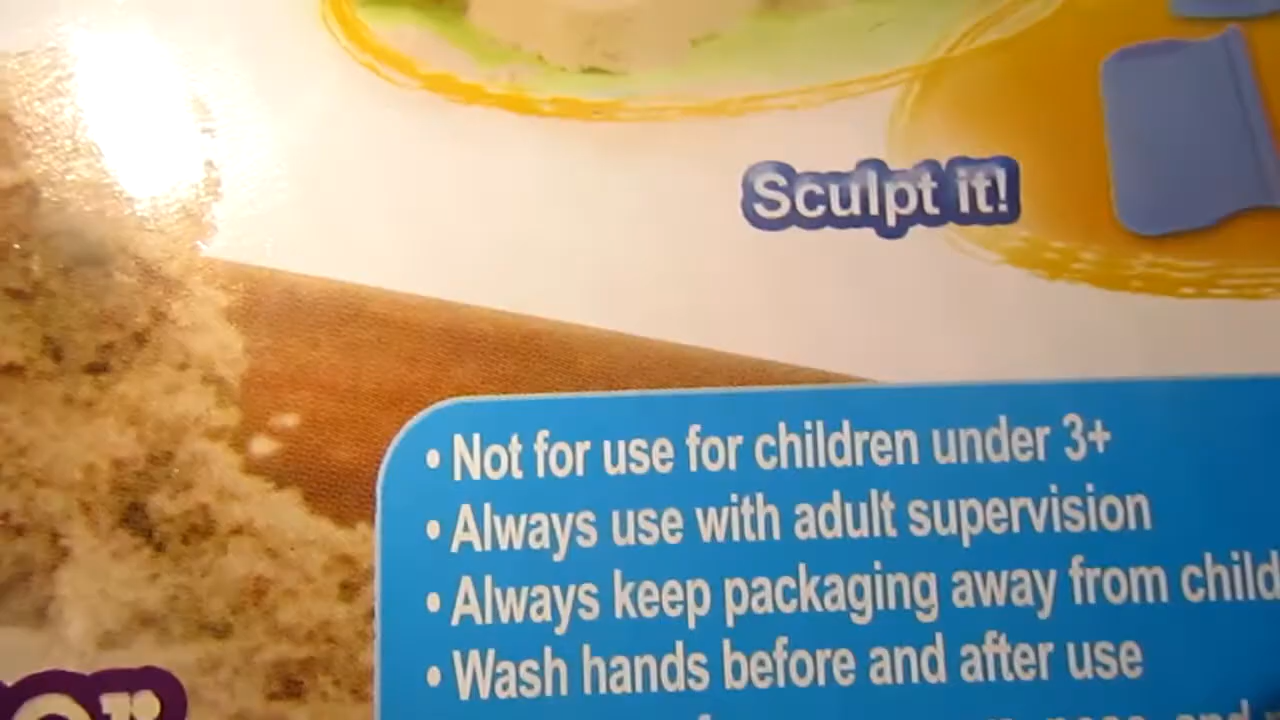 Sculpt it!
• Not for use for children under 3+
• Always use with adult supervision
• Always keep packaging away from child
• Wash hands before and after use